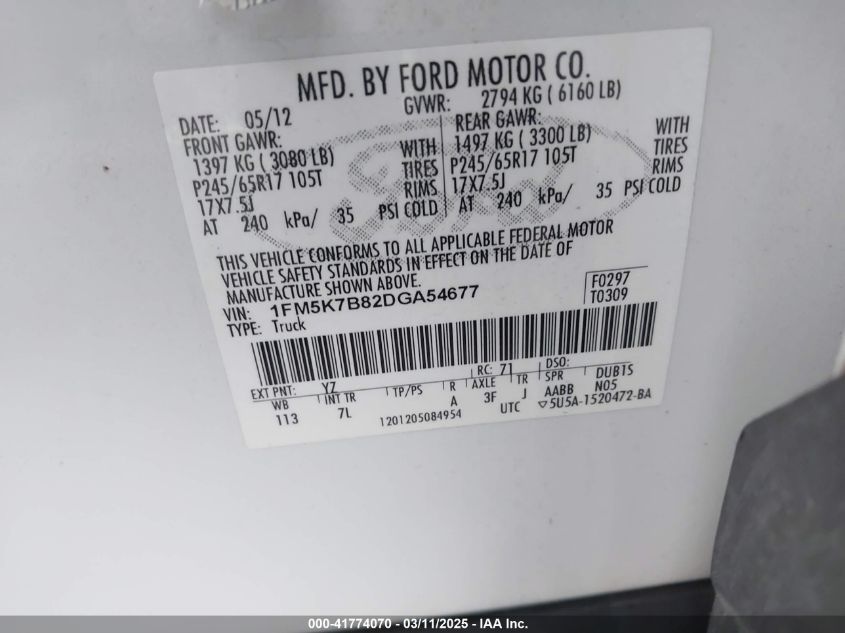 MFD. BY FORD MOTOR CO.
DATE: 05/12 GVWR: 2794 KG ( 6160 LB)
FRONT GAWR: REAR GAWR:
1397 KG ( 3080 LB) WITH 1497 KG ( 3300 LB) WITH
P245/65R17 105T TIRES P245/65R17 105T TIRES
17X7.5J RIMS 17X7.5J RIMS
AT 240 kPa/ 35 PSI COLD AT 240 kPa/ 35 PSI COLD
Ford
THIS VEHICLE CONFORMS TO ALL APPLICABLE FEDERAL MOTOR
VEHICLE SAFETY STANDARDS IN EFFECT ON THE DATE OF
MANUFACTURE SHOWN ABOVE.
VIN: 1FM5K7B82DGA54677 F0297
TYPE: Truck T0309
EXT PNT: YZ RC: 71 DSO:
WB INT TR TP/PS R AXLE TR SPR DUB1S
113 7L A 3F J AABB N05
1201205084954 UTC ▽5U5A-1520472-BA
000-41774070 - 03/11/2025 - IAA, Inc.